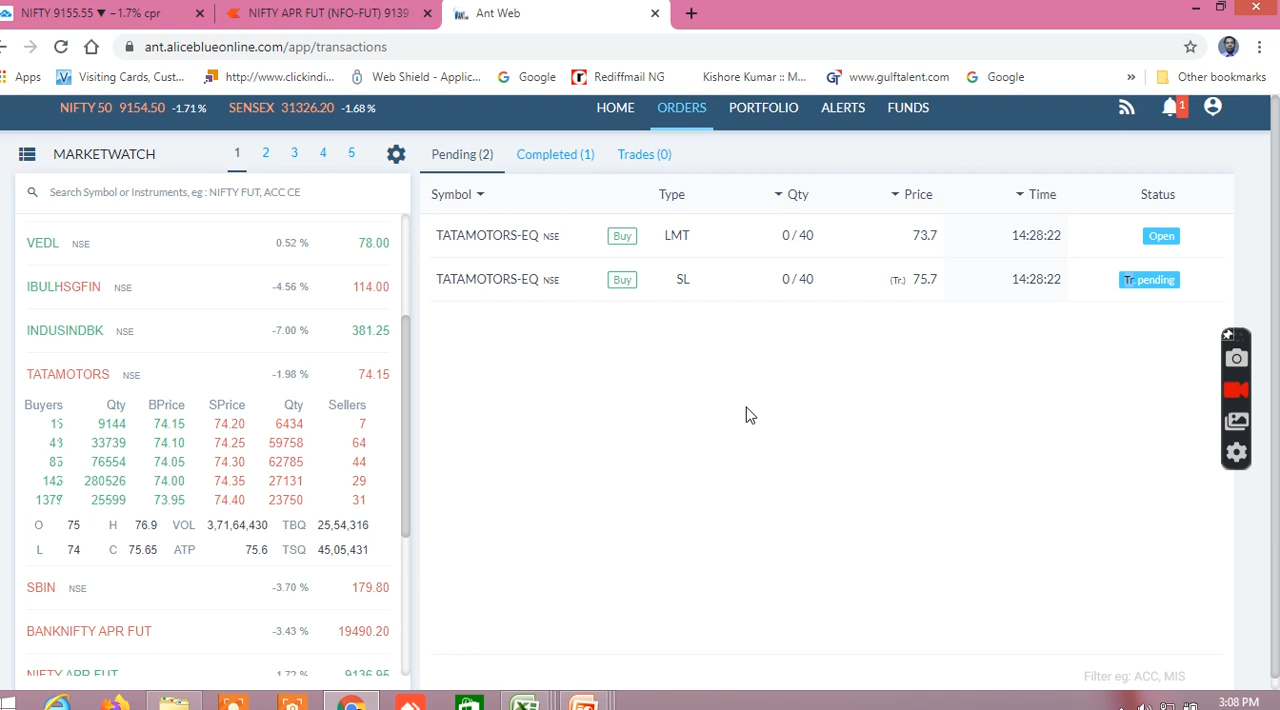 NIFTY 9155.55 ▼ −1.7% cpr
NIFTY APR FUT (NFO-FUT) 9139
Ant Web
ant.aliceblueonline.com/app/transactions
Apps Visiting Cards, Cust... http://www.clickindi... Web Shield - Applic... Google Rediffmail NG Kishore Kumar :: M... www.gulftalent.com Google » Other bookmarks
NIFTY 50 9154.50 -1.71% SENSEX 31326.20 -1.68% HOME ORDERS PORTFOLIO ALERTS FUNDS 1
MARKETWATCH 1 2 3 4 5
Pending (2) Completed (1) Trades (0)
Search Symbol or Instruments, eg : NIFTY FUT, ACC CE
Symbol Type Qty Price Time Status
TATAMOTORS-EQ NSE Buy LMT 0 / 40 73.7 14:28:22 Open
TATAMOTORS-EQ NSE Buy SL 0 / 40 (Tr.) 75.7 14:28:22 Tr. pending
VEDL NSE 0.52 % 78.00
IBULHSGFIN NSE -4.56 % 114.00
INDUSINDBK NSE -7.00 % 381.25
TATAMOTORS NSE -1.98 % 74.15
Buyers Qty BPrice SPrice Qty Sellers
9144 74.15 74.20 6434 7
33739 74.10 74.25 59758 64
76554 74.05 74.30 62785 44
280526 74.00 74.35 27131 29
25599 73.95 74.40 23750 31
O 75 H 76.9 VOL 3,71,64,430 TBQ 25,54,316
L 74 C 75.65 ATP 75.6 TSQ 45,05,431
SBIN NSE -3.70 % 179.80
BANKNIFTY APR FUT -3.43 % 19490.20
NIFTY APR FUT -1.72 % 9136.95
Filter eg: ACC, MIS
3:08 PM